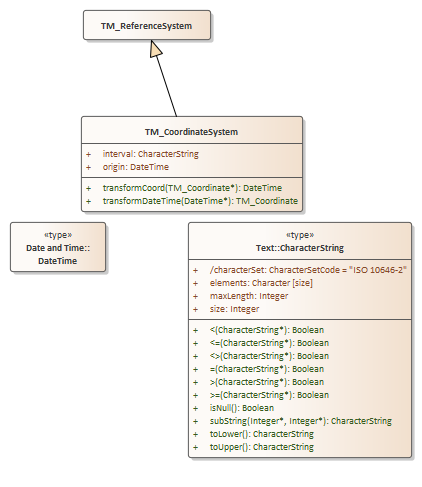 TM_ReferenceSystem
TM_CoordinateSystem
+ interval: CharacterString
+ origin: DateTime
+ transformCoord(TM_Coordinate*): DateTime
+ transformDateTime(DateTime*): TM_Coordinate
«type»
Date and Time::
DateTime
«type»
Text::CharacterString
+ /characterSet: CharacterSetCode = "ISO 10646-2"
+ elements: Character [size]
+ maxLength: Integer
+ size: Integer
+ <(CharacterString*): Boolean
+ <=(CharacterString*): Boolean
+ <>(CharacterString*): Boolean
+ =(CharacterString*): Boolean
+ >(CharacterString*): Boolean
+ >=(CharacterString*): Boolean
+ isNull(): Boolean
+ subString(Integer*, Integer*): CharacterString
+ toLower(): CharacterString
+ toUpper(): CharacterString